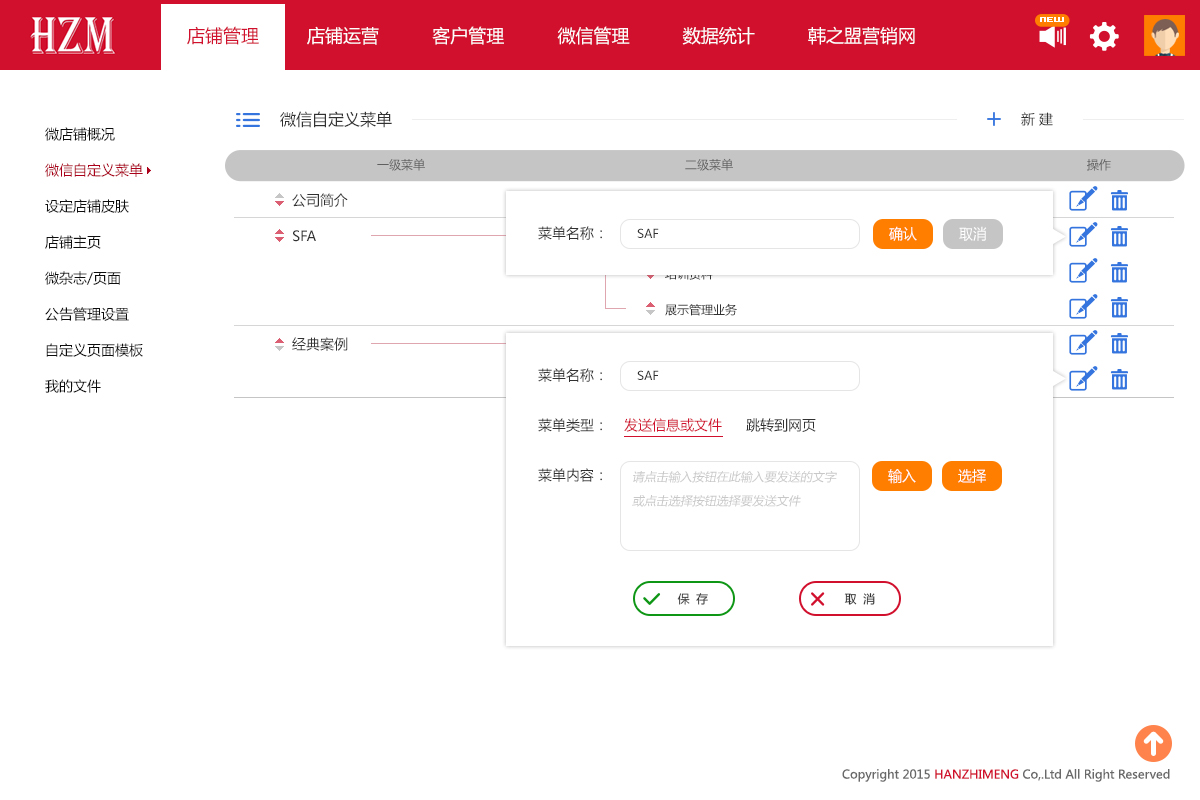 HZM 店铺管理 店铺运营 客户管理 微信管理 数据统计 韩之盟营销网 NEW
微店铺概况
微信自定义菜单
设定店铺皮肤
店铺主页
微杂志/页面
公告管理设置
自定义页面模板
我的文件
微信自定义菜单 新 建
一级菜单 二级菜单 操作
公司简介
SFA
菜单名称： SAF 确认 取消
培训资料
展示管理业务
经典案例
菜单名称： SAF
菜单类型： 发送信息或文件 跳转到网页
菜单内容： 请点击输入按钮在此输入要发送的文字 输入 选择
或点击选择按钮选择要发送文件
保 存 取 消
Copyright 2015 HANZHIMENG Co,.Ltd All Right Reserved